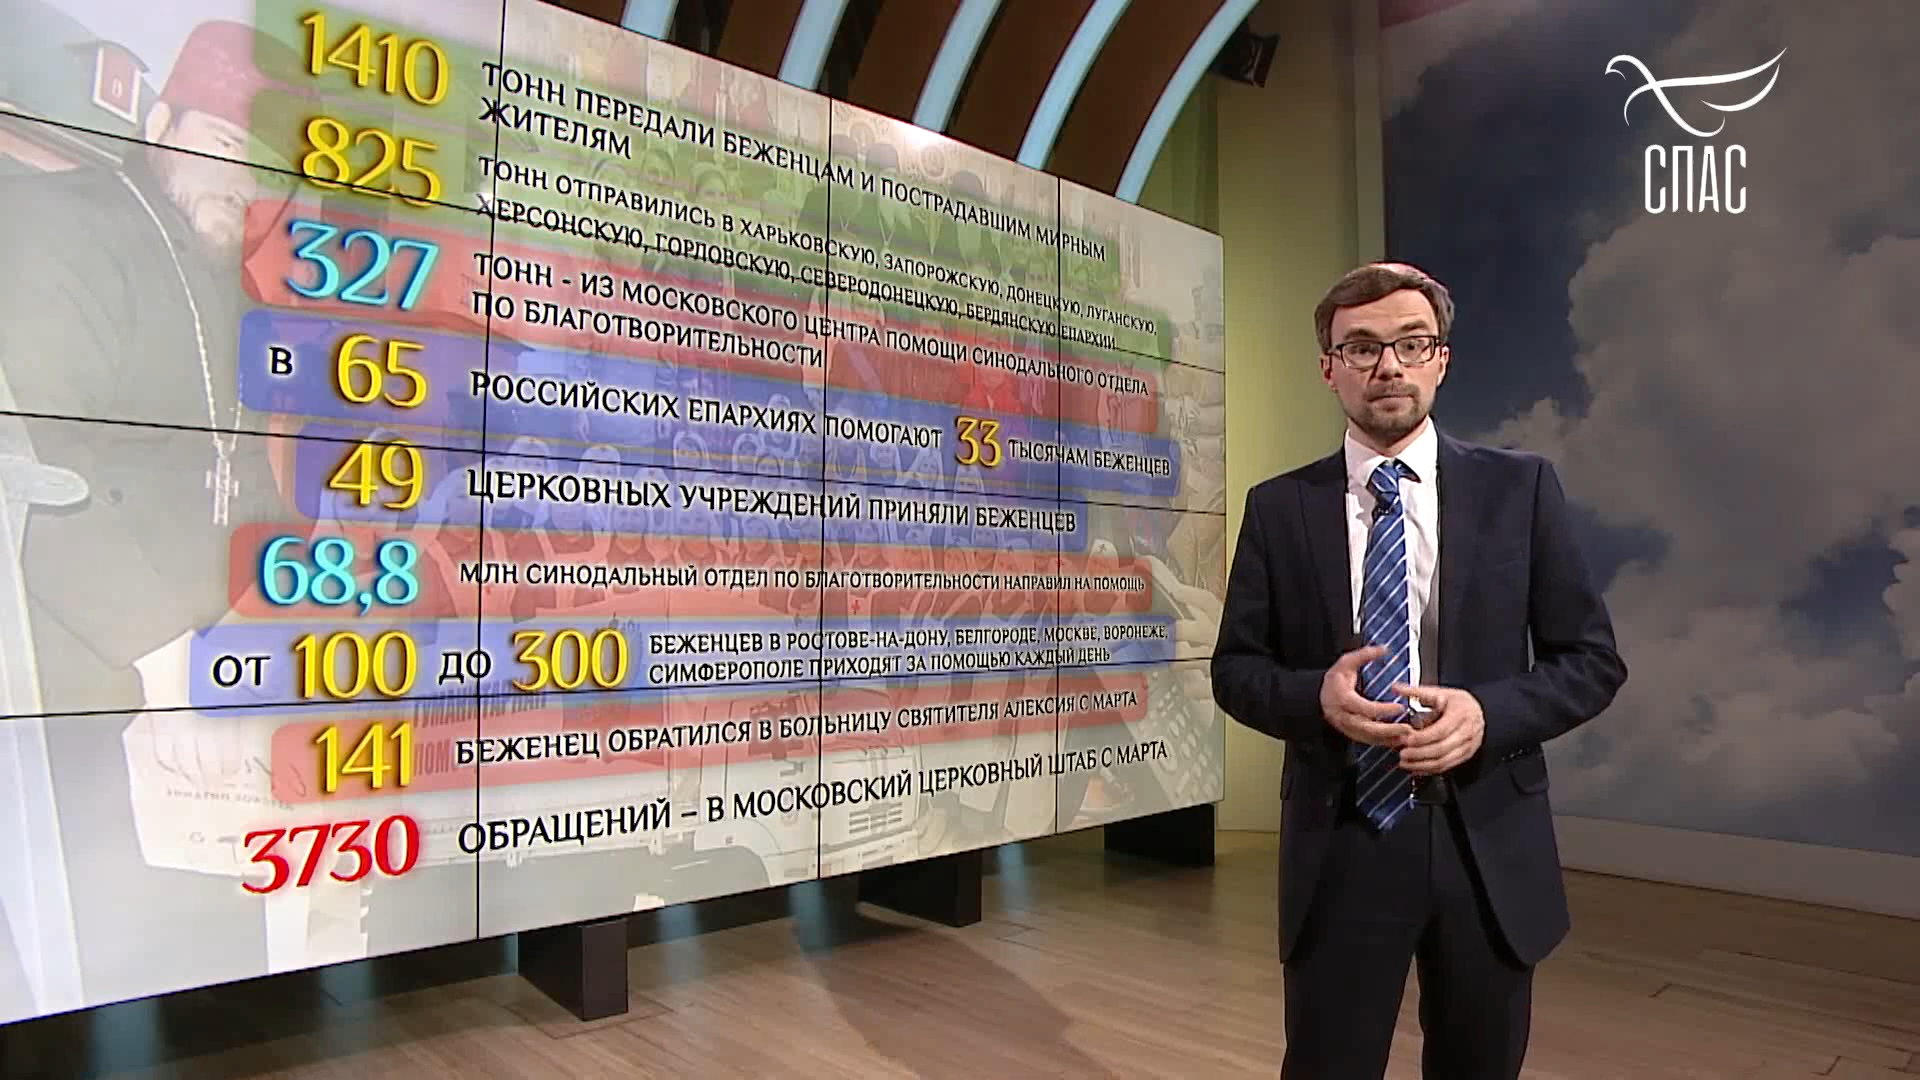 1410 ТОНН ПЕРЕДАЛИ БЕЖЕНЦАМ И ПОСТРАДАВШИМ МИРНЫМ
ЖИТЕЛЯМ
825 ТОНН ОТПРАВИЛИСЬ В ХАРЬКОВСКУЮ, ЗАПОРОЖСКУЮ, ДОНЕЦКУЮ, ЛУГАНСКУЮ,
ХЕРСОНСКУЮ, ГОРЛОВСКУЮ, СЕВЕРОДОНЕЦКУЮ, БЕРДЯНСКУЮ ЕПАРХИИ
327 ТОНН - ИЗ МОСКОВСКОГО ЦЕНТРА ПОМОЩИ СИНОДАЛЬНОГО ОТДЕЛА
ПО БЛАГОТВОРИТЕЛЬНОСТИ
В 65 РОССИЙСКИХ ЕПАРХИЯХ ПОМОГАЮТ 33 ТЫСЯЧАМ БЕЖЕНЦЕВ
49 ЦЕРКОВНЫХ УЧРЕЖДЕНИЙ ПРИНЯЛИ БЕЖЕНЦЕВ
68,8 МЛН СИНОДАЛЬНЫЙ ОТДЕЛ ПО БЛАГОТВОРИТЕЛЬНОСТИ НАПРАВИЛ НА ПОМОЩЬ
ОТ 100 ДО 300 БЕЖЕНЦЕВ В РОСТОВЕ-НА-ДОНУ, БЕЛГОРОДЕ, МОСКВЕ, ВОРОНЕЖЕ,
СИМФЕРОПОЛЕ ПРИХОДЯТ ЗА ПОМОЩЬЮ КАЖДЫЙ ДЕНЬ
141 БЕЖЕНЕЦ ОБРАТИЛСЯ В БОЛЬНИЦУ СВЯТИТЕЛЯ АЛЕКСИЯ С МАРТА
3730 ОБРАЩЕНИЙ – В МОСКОВСКИЙ ЦЕРКОВНЫЙ ШТАБ С МАРТА
СПАС